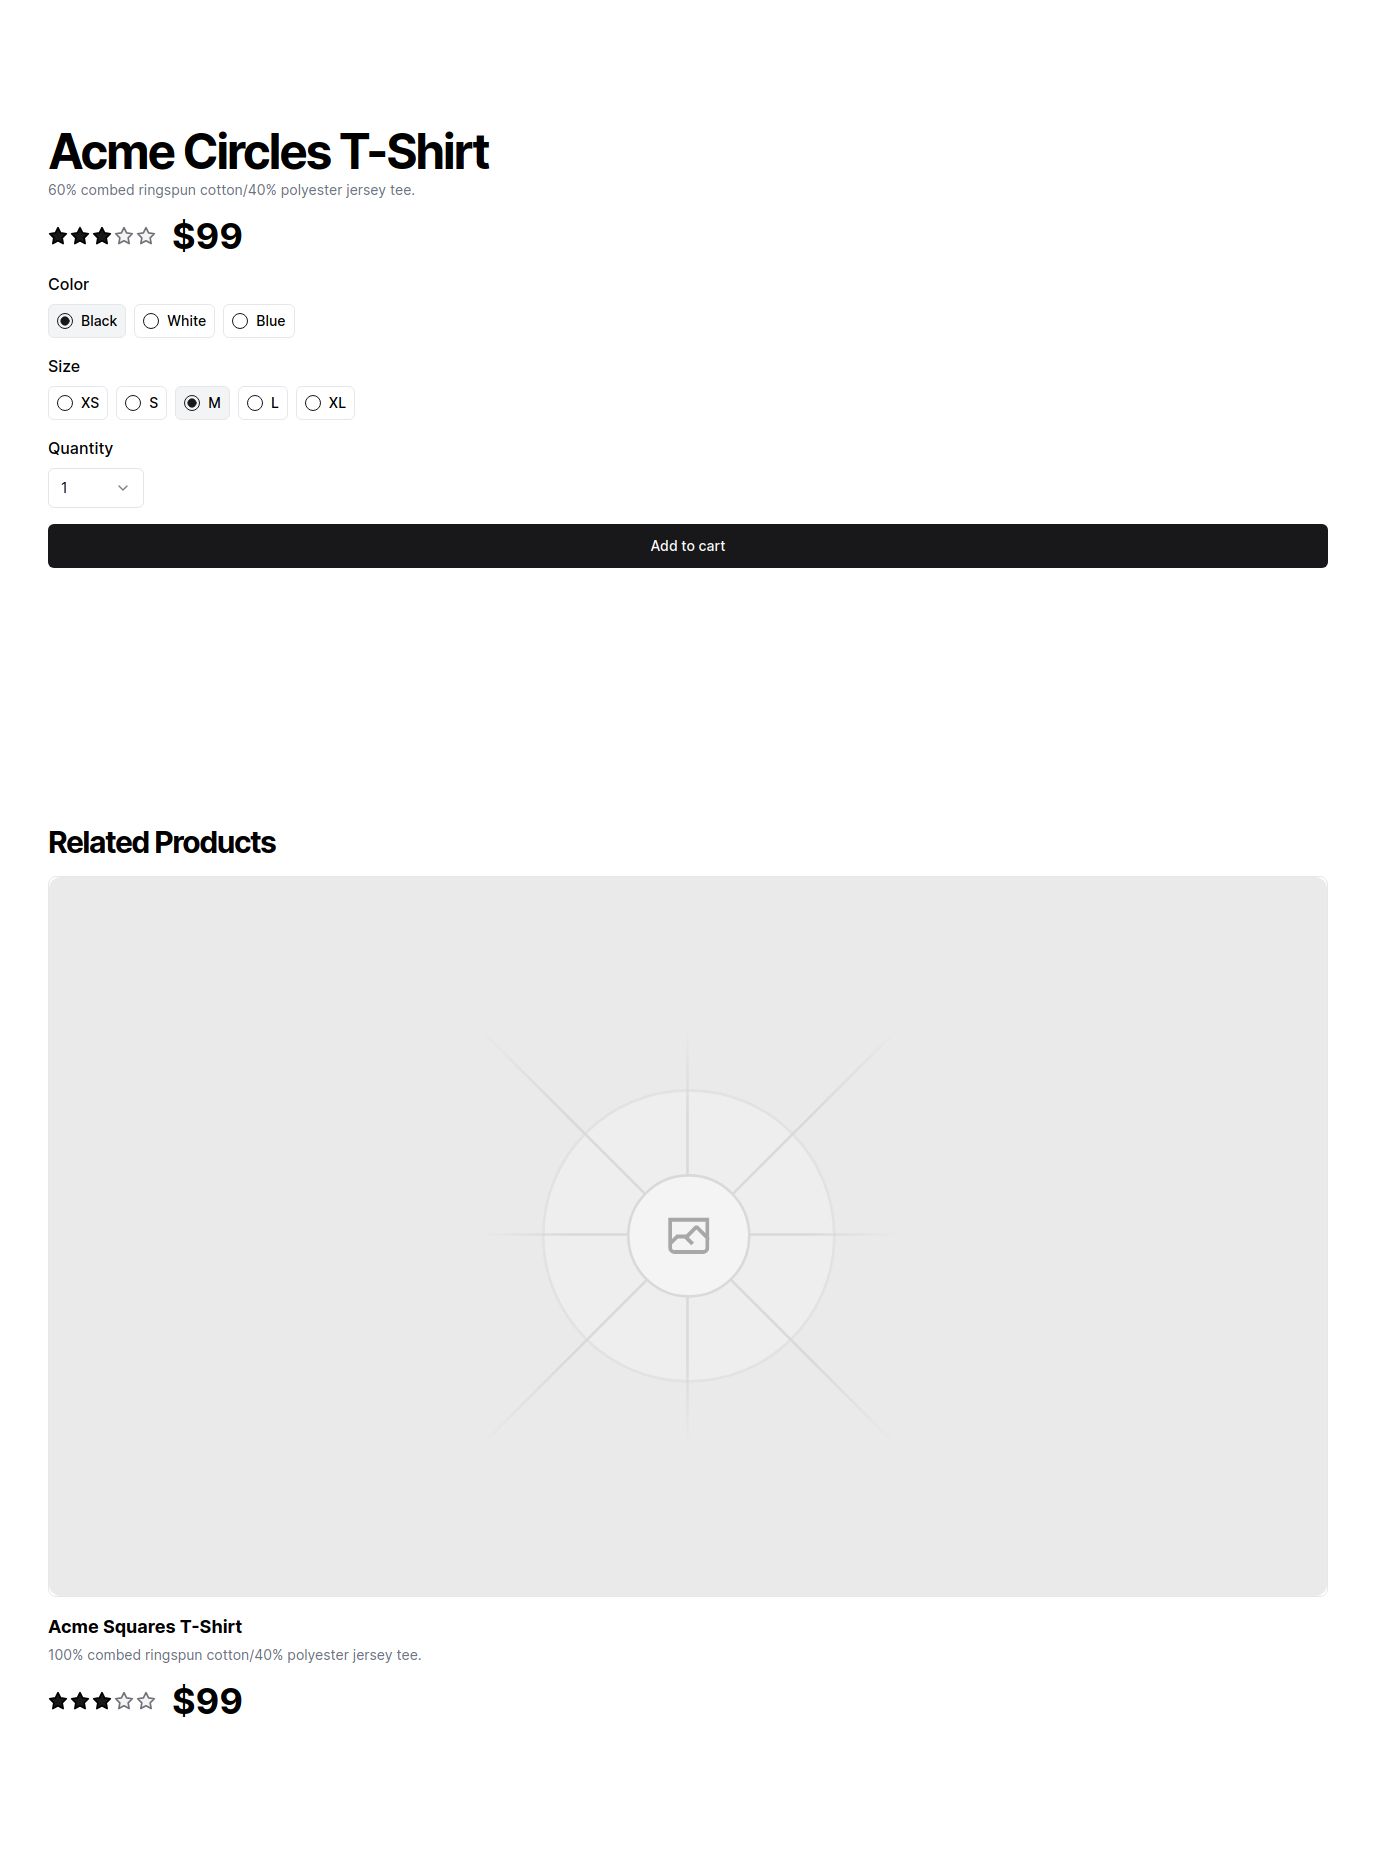 Acme Circles T-Shirt
60% combed ringspun cotton/40% polyester jersey tee.
$99
Color
Black White Blue
Size
XS S M L XL
Quantity
1
Add to cart
Related Products
Acme Squares T-Shirt
100% combed ringspun cotton/40% polyester jersey tee.
$99